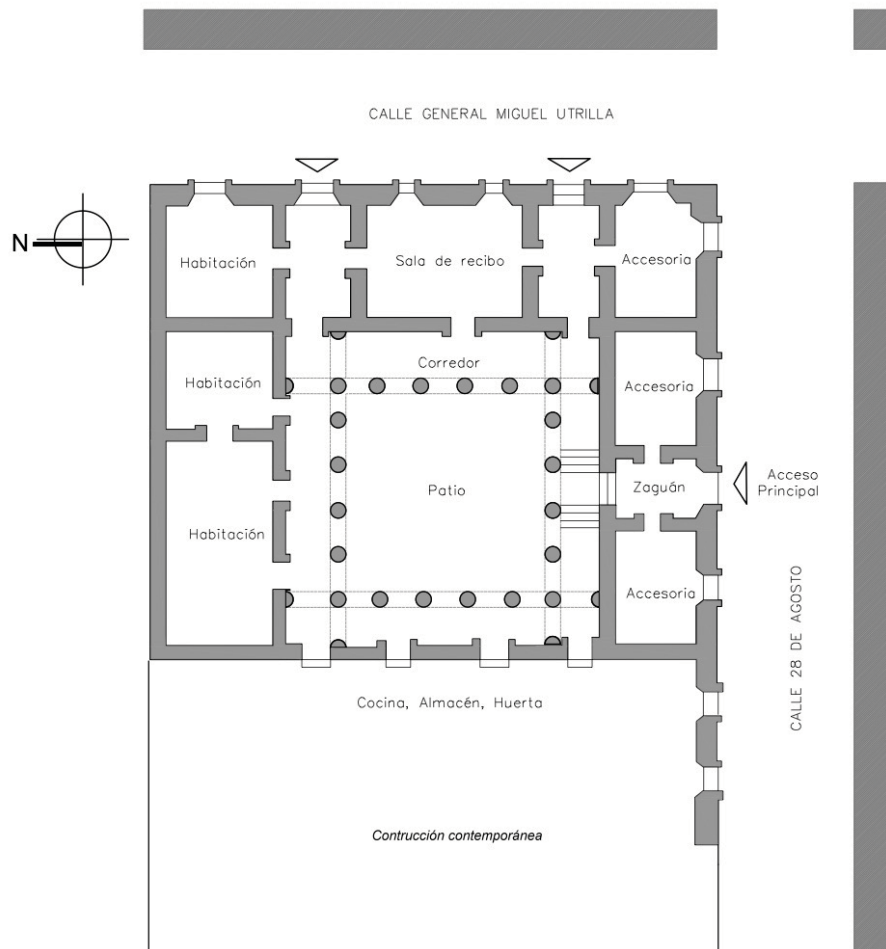 CALLE GENERAL MIGUEL UTRILLA
N
Habitación
Sala de recibo
Accesoria
Corredor
Habitación
Accesoria
Patio
Zaguán
Acceso
Principal
Habitación
Accesoria
CALLE 28 DE AGOSTO
Cocina, Almacén, Huerta
Contrucción contemporánea